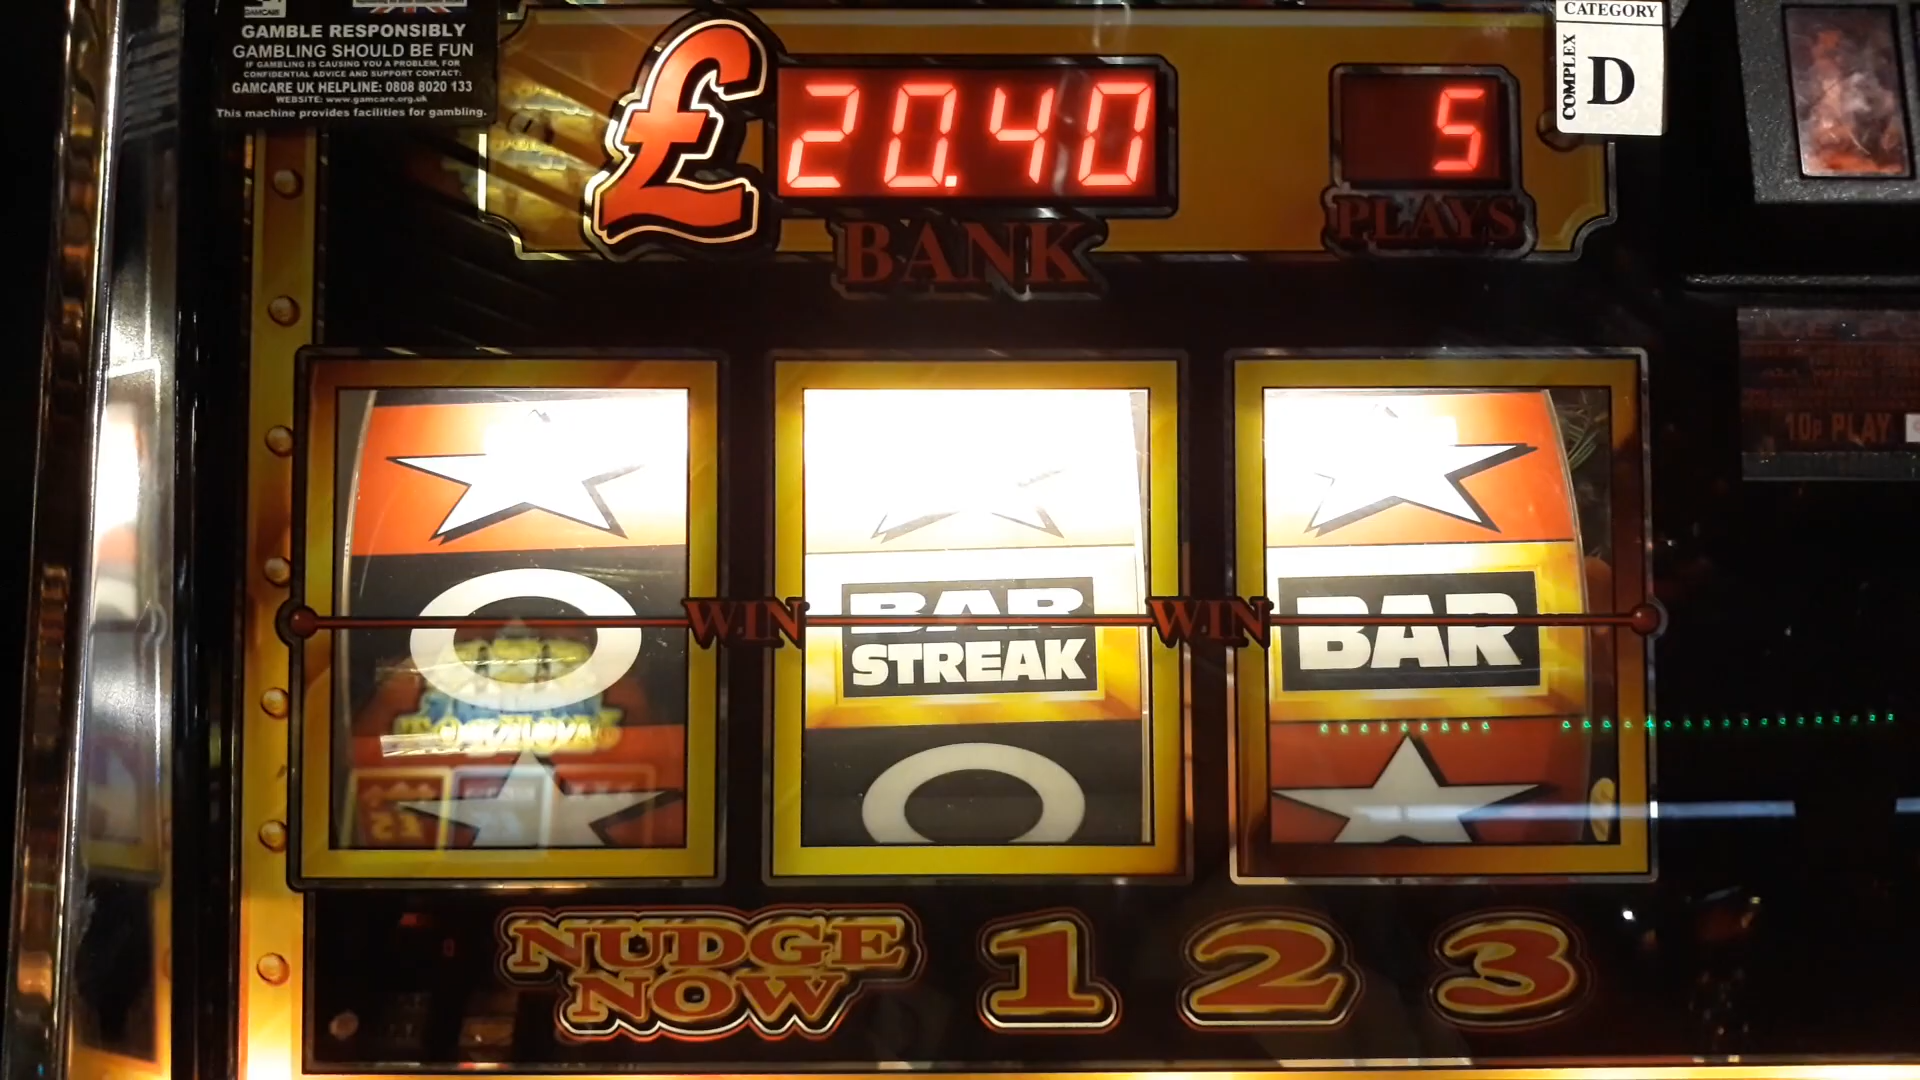 GAMCARE
GAMBLE RESPONSIBLY
GAMBLING SHOULD BE FUN
IF GAMBLING IS CAUSING YOU A PROBLEM, FOR
CONFIDENTIAL ADVICE AND SUPPORT CONTACT:
GAMCARE UK HELPLINE: 0808 8020 133
WEBSITE: www.gamcare.org.uk
This machine provides facilities for gambling.
£ 20.40
BANK
5
PLAYS
CATEGORY
COMPLEX
D
10p PLAY
WIN
WIN
BAR
STREAK
BAR
NUDGE
NOW
1 2 3